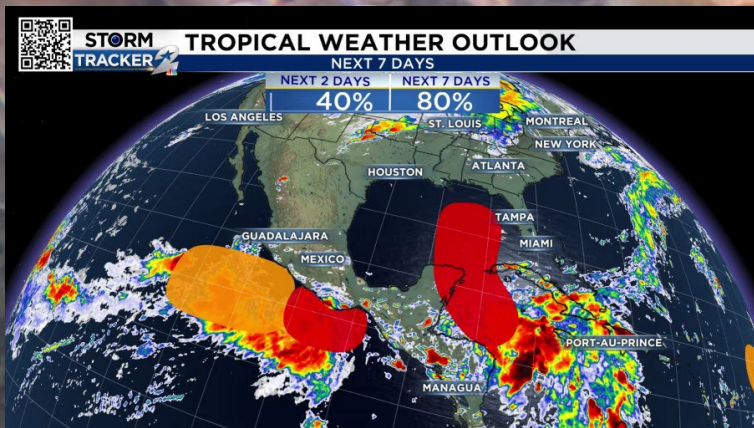 STORM
TRACKER 2
TROPICAL WEATHER OUTLOOK
NEXT 7 DAYS
NEXT 2 DAYS
40%
NEXT 7 DAYS
80%
LOS ANGELES
ST. LOUIS
MONTREAL
NEW YORK
HOUSTON
ATLANTA
TAMPA
GUADALAJARA
MIAMI
MEXICO
PORT-AU-PRINCE
MANAGUA